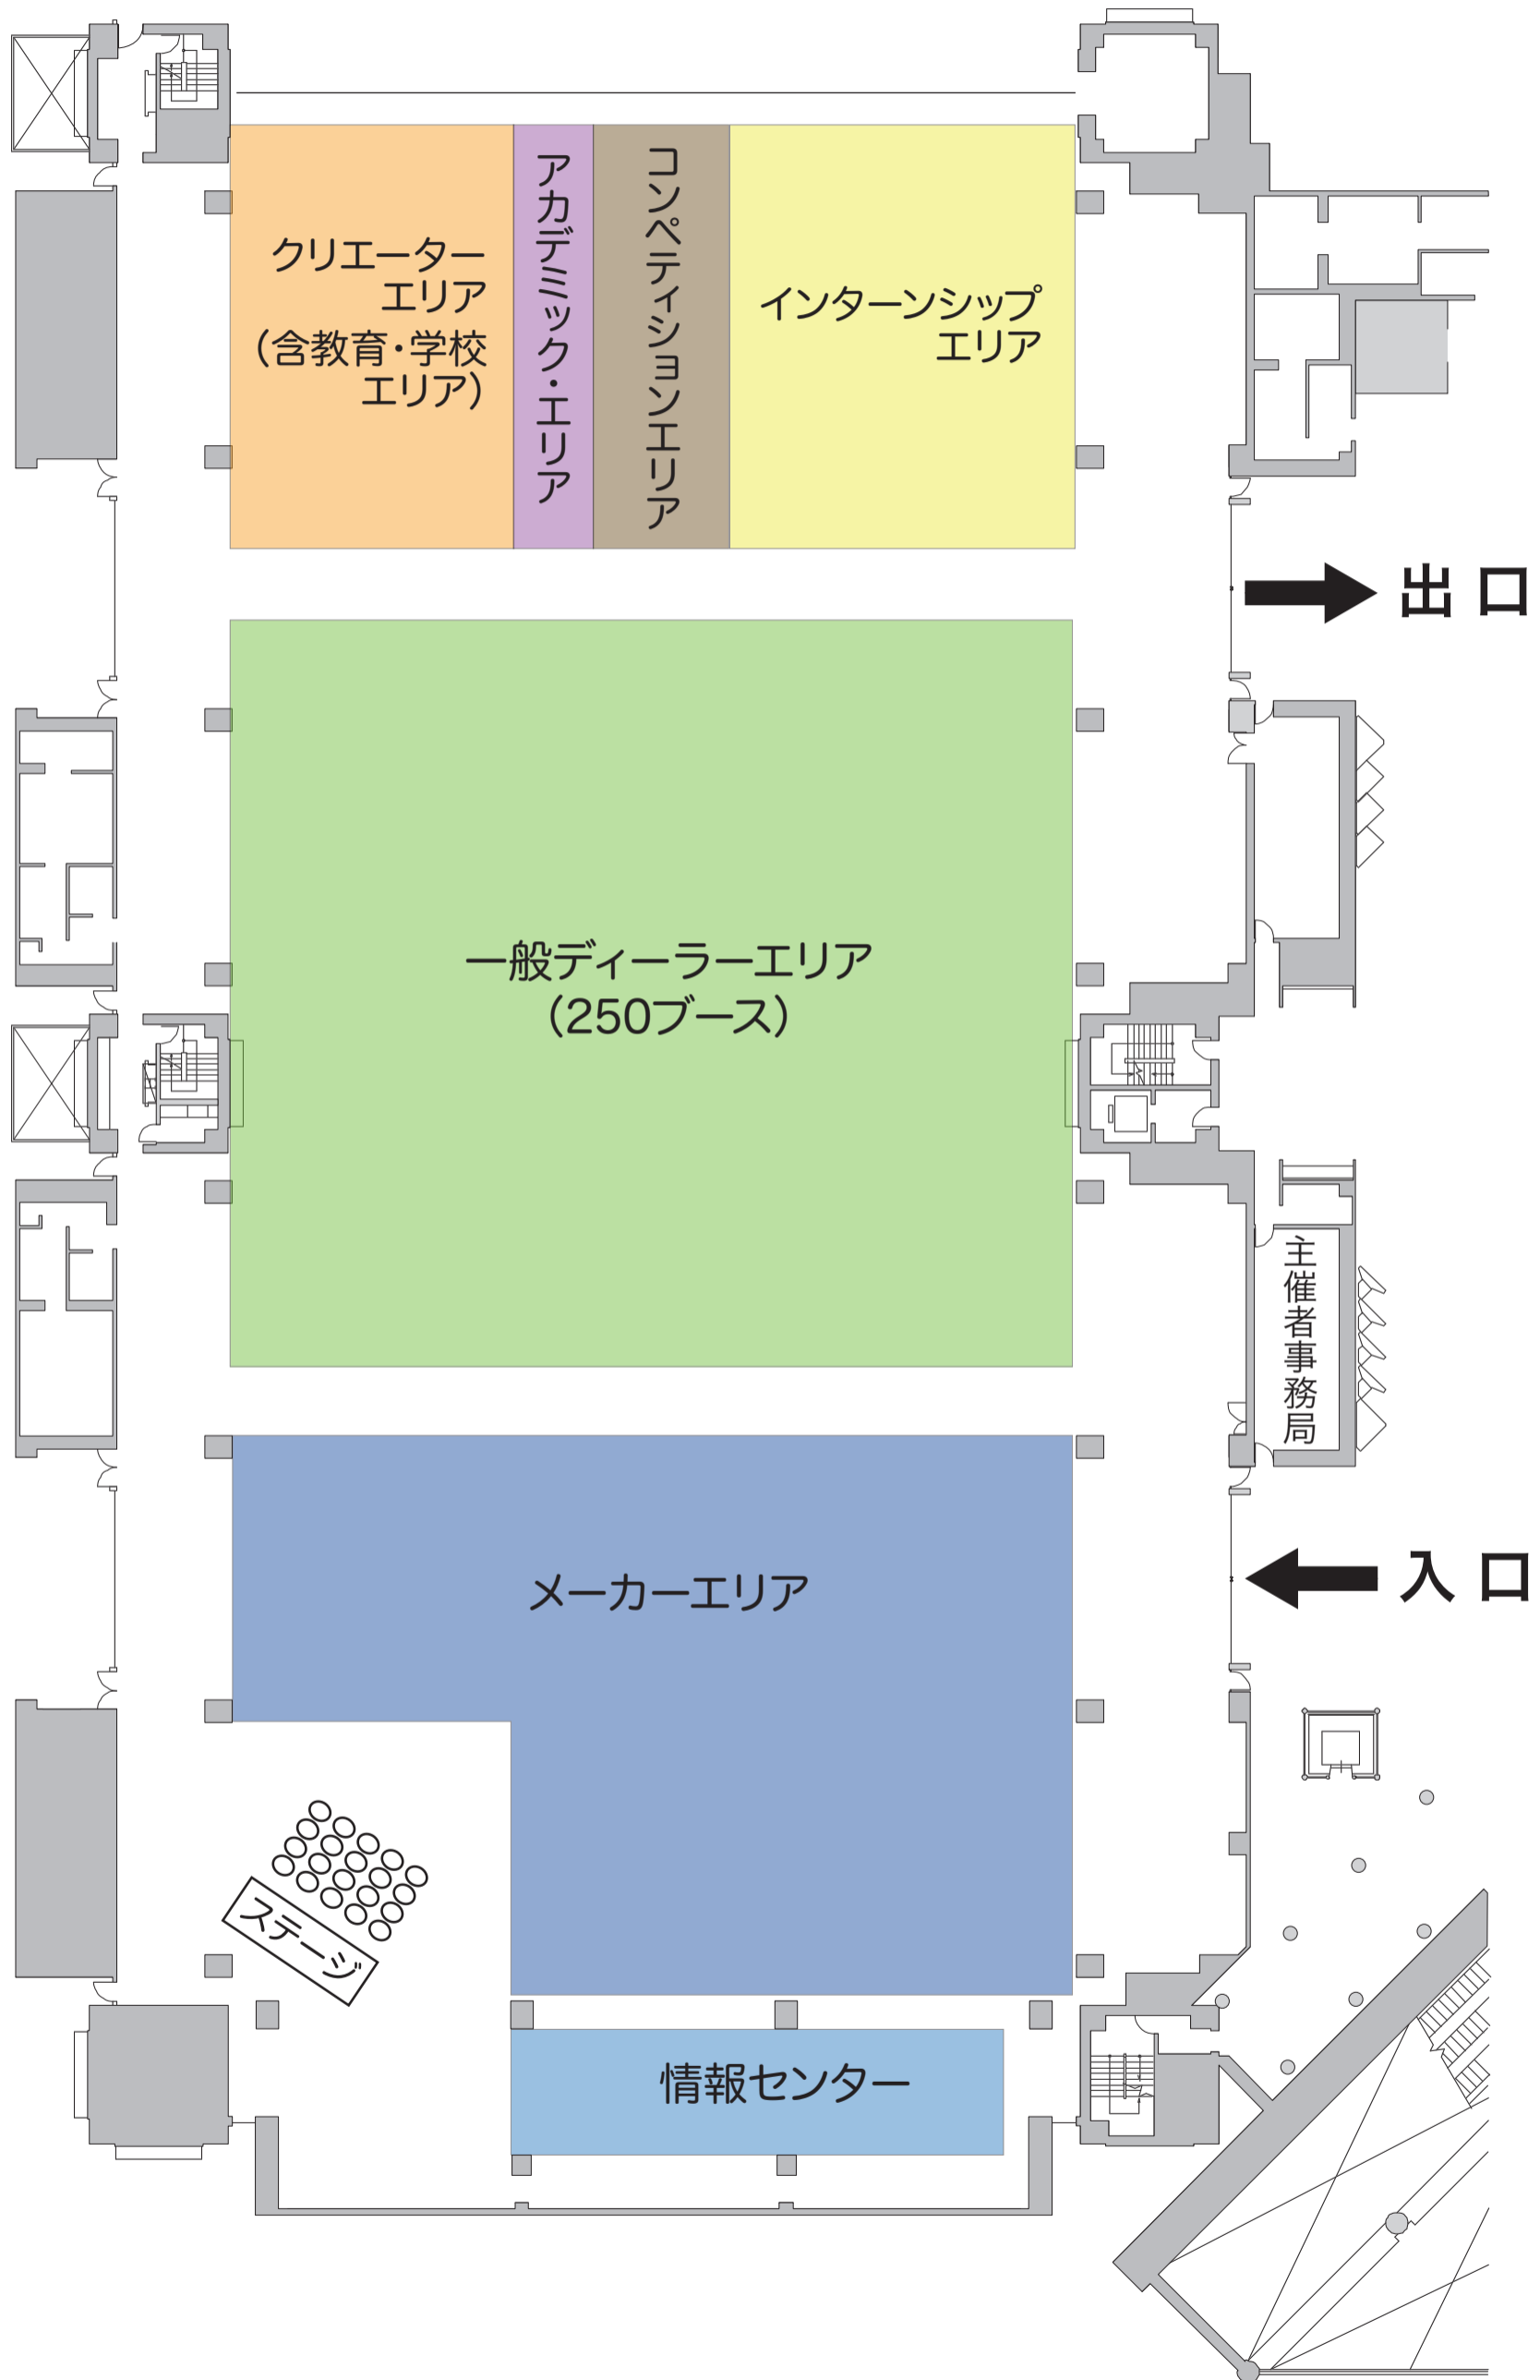 クリエーター
エリア
(含教育・学校
エリア)
アカデミック・エリア
コンペティションエリア
インターンシップ
エリア
出口
一般ディーラーエリア
(250ブース)
主催者事務局
メーカーエリア
入口
ステージ
情報センター